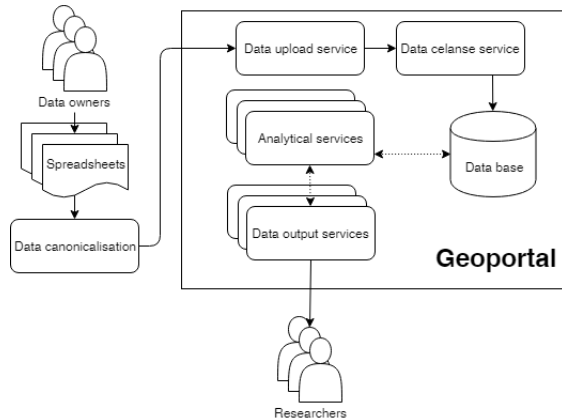 Data owners
Spreadsheets
Data canonicalisation
Data upload service
Data celanse service
Analytical services
Data base
Data output services
Geoportal
Researchers